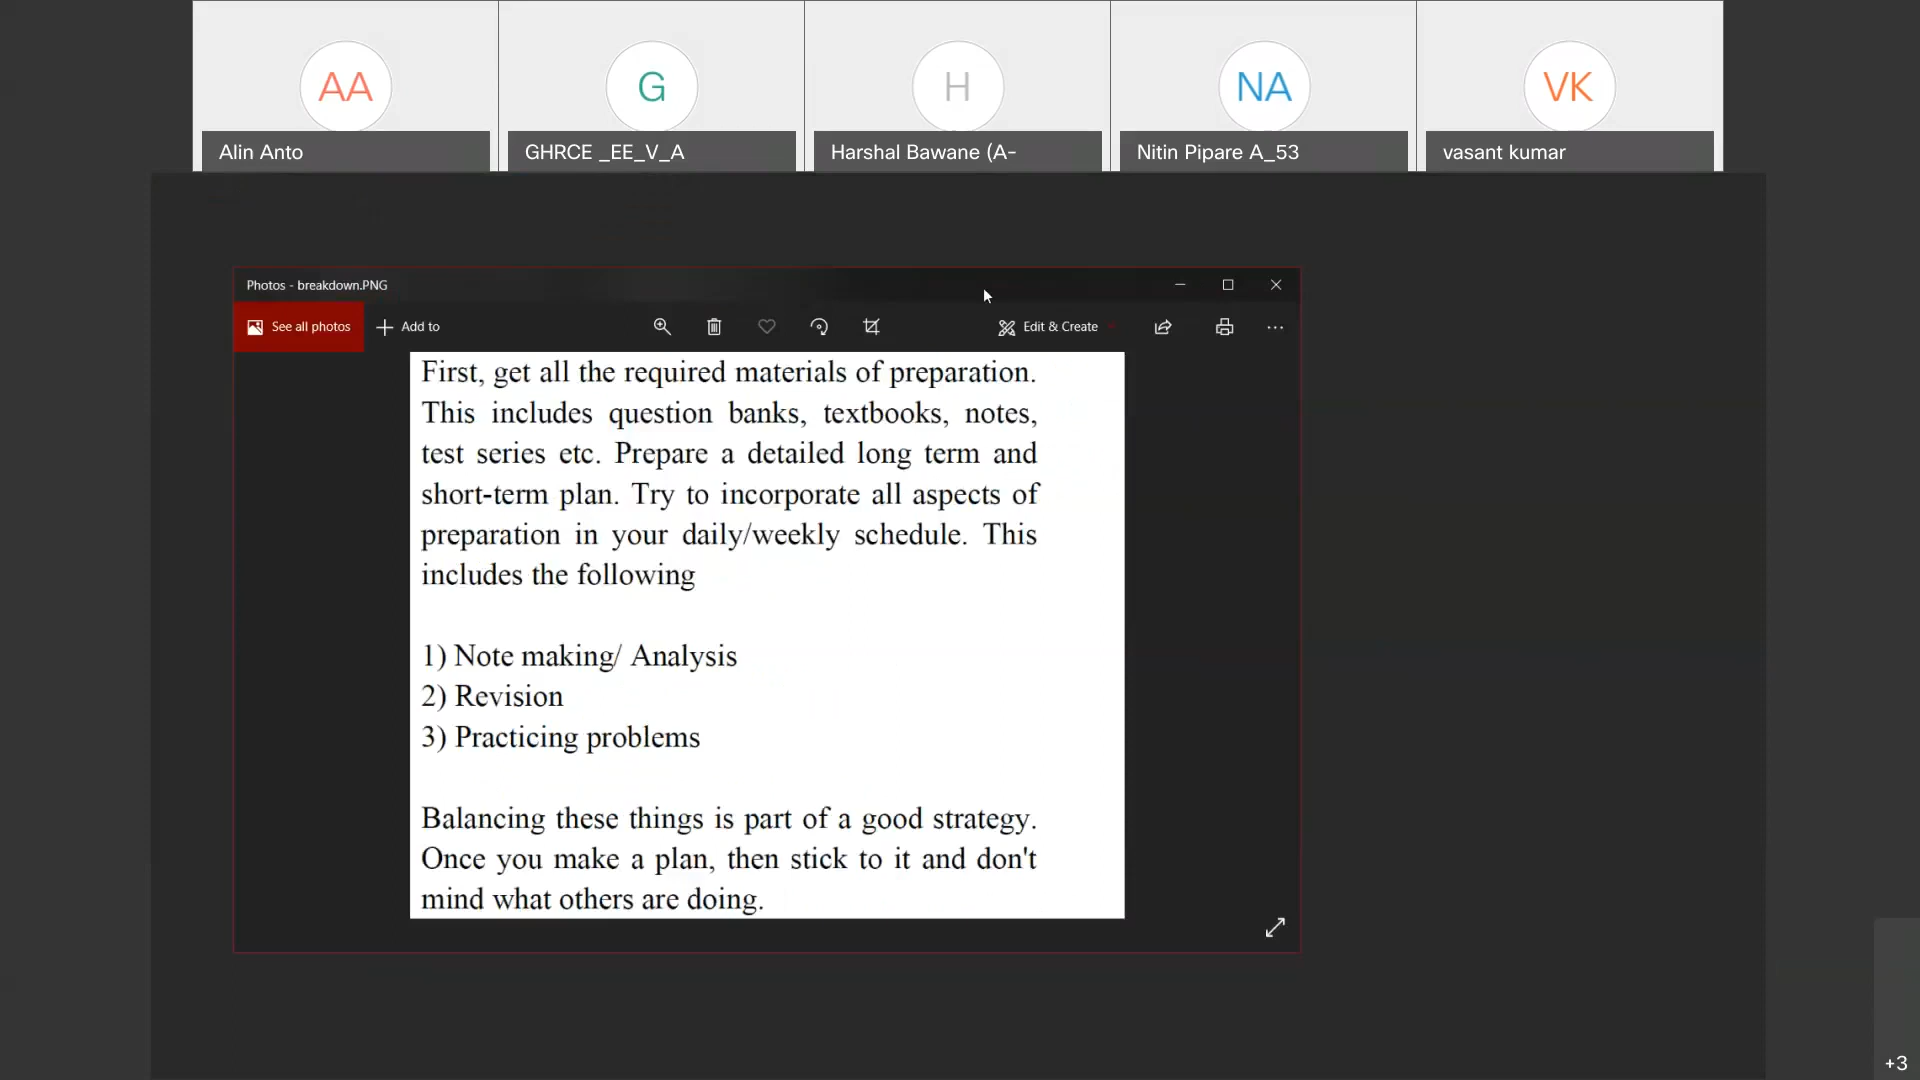 AA
G
H
NA
VK
Alin Anto
GHRCE _EE_V_A
Harshal Bawane (A-
Nitin Pipare A_53
vasant kumar
Photos - breakdown.PNG
See all photos
Add to
Edit & Create
First, get all the required materials of preparation.
This includes question banks, textbooks, notes,
test series etc. Prepare a detailed long term and
short-term plan. Try to incorporate all aspects of
preparation in your daily/weekly schedule. This
includes the following
1) Note making/ Analysis
2) Revision
3) Practicing problems
Balancing these things is part of a good strategy.
Once you make a plan, then stick to it and don't
mind what others are doing.
+3